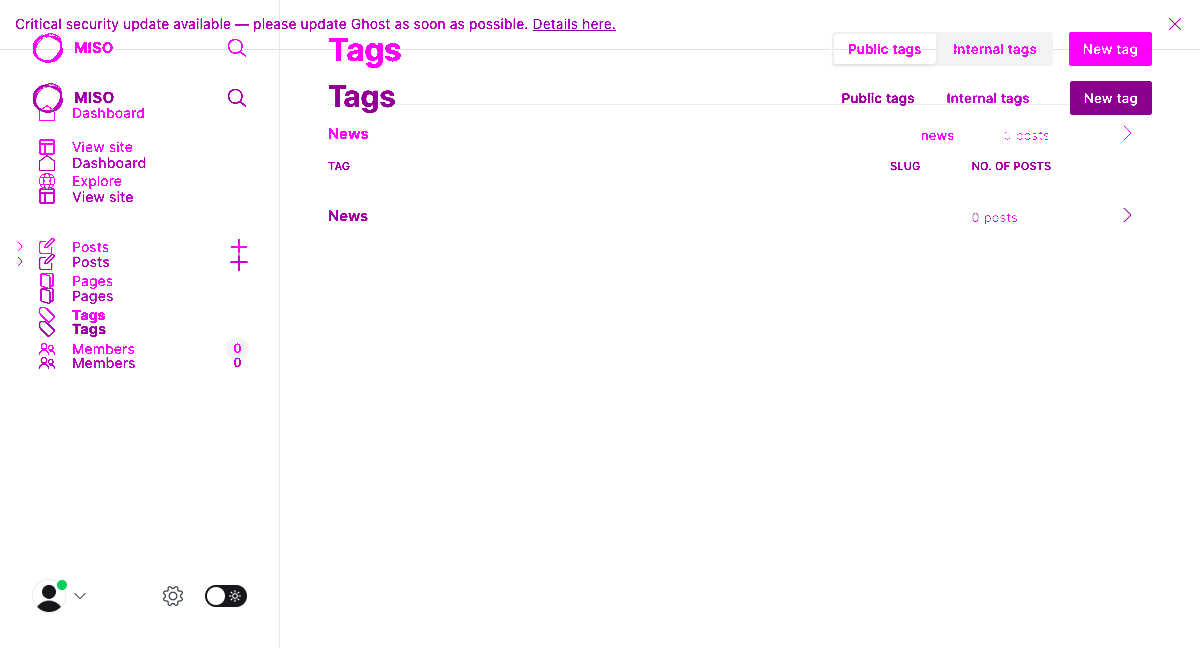 Critical security update available — please update Ghost as soon as possible. Details here.
MISO
Tags
Public tags
Internal tags
New tag
MISO
Tags
Public tags
Internal tags
New tag
Dashboard
News
news
0 posts
View site
Dashboard
TAG
SLUG
NO. OF POSTS
Explore
View site
News
0 posts
Posts
Posts
Pages
Pages
Tags
Tags
Members
0
Members
0